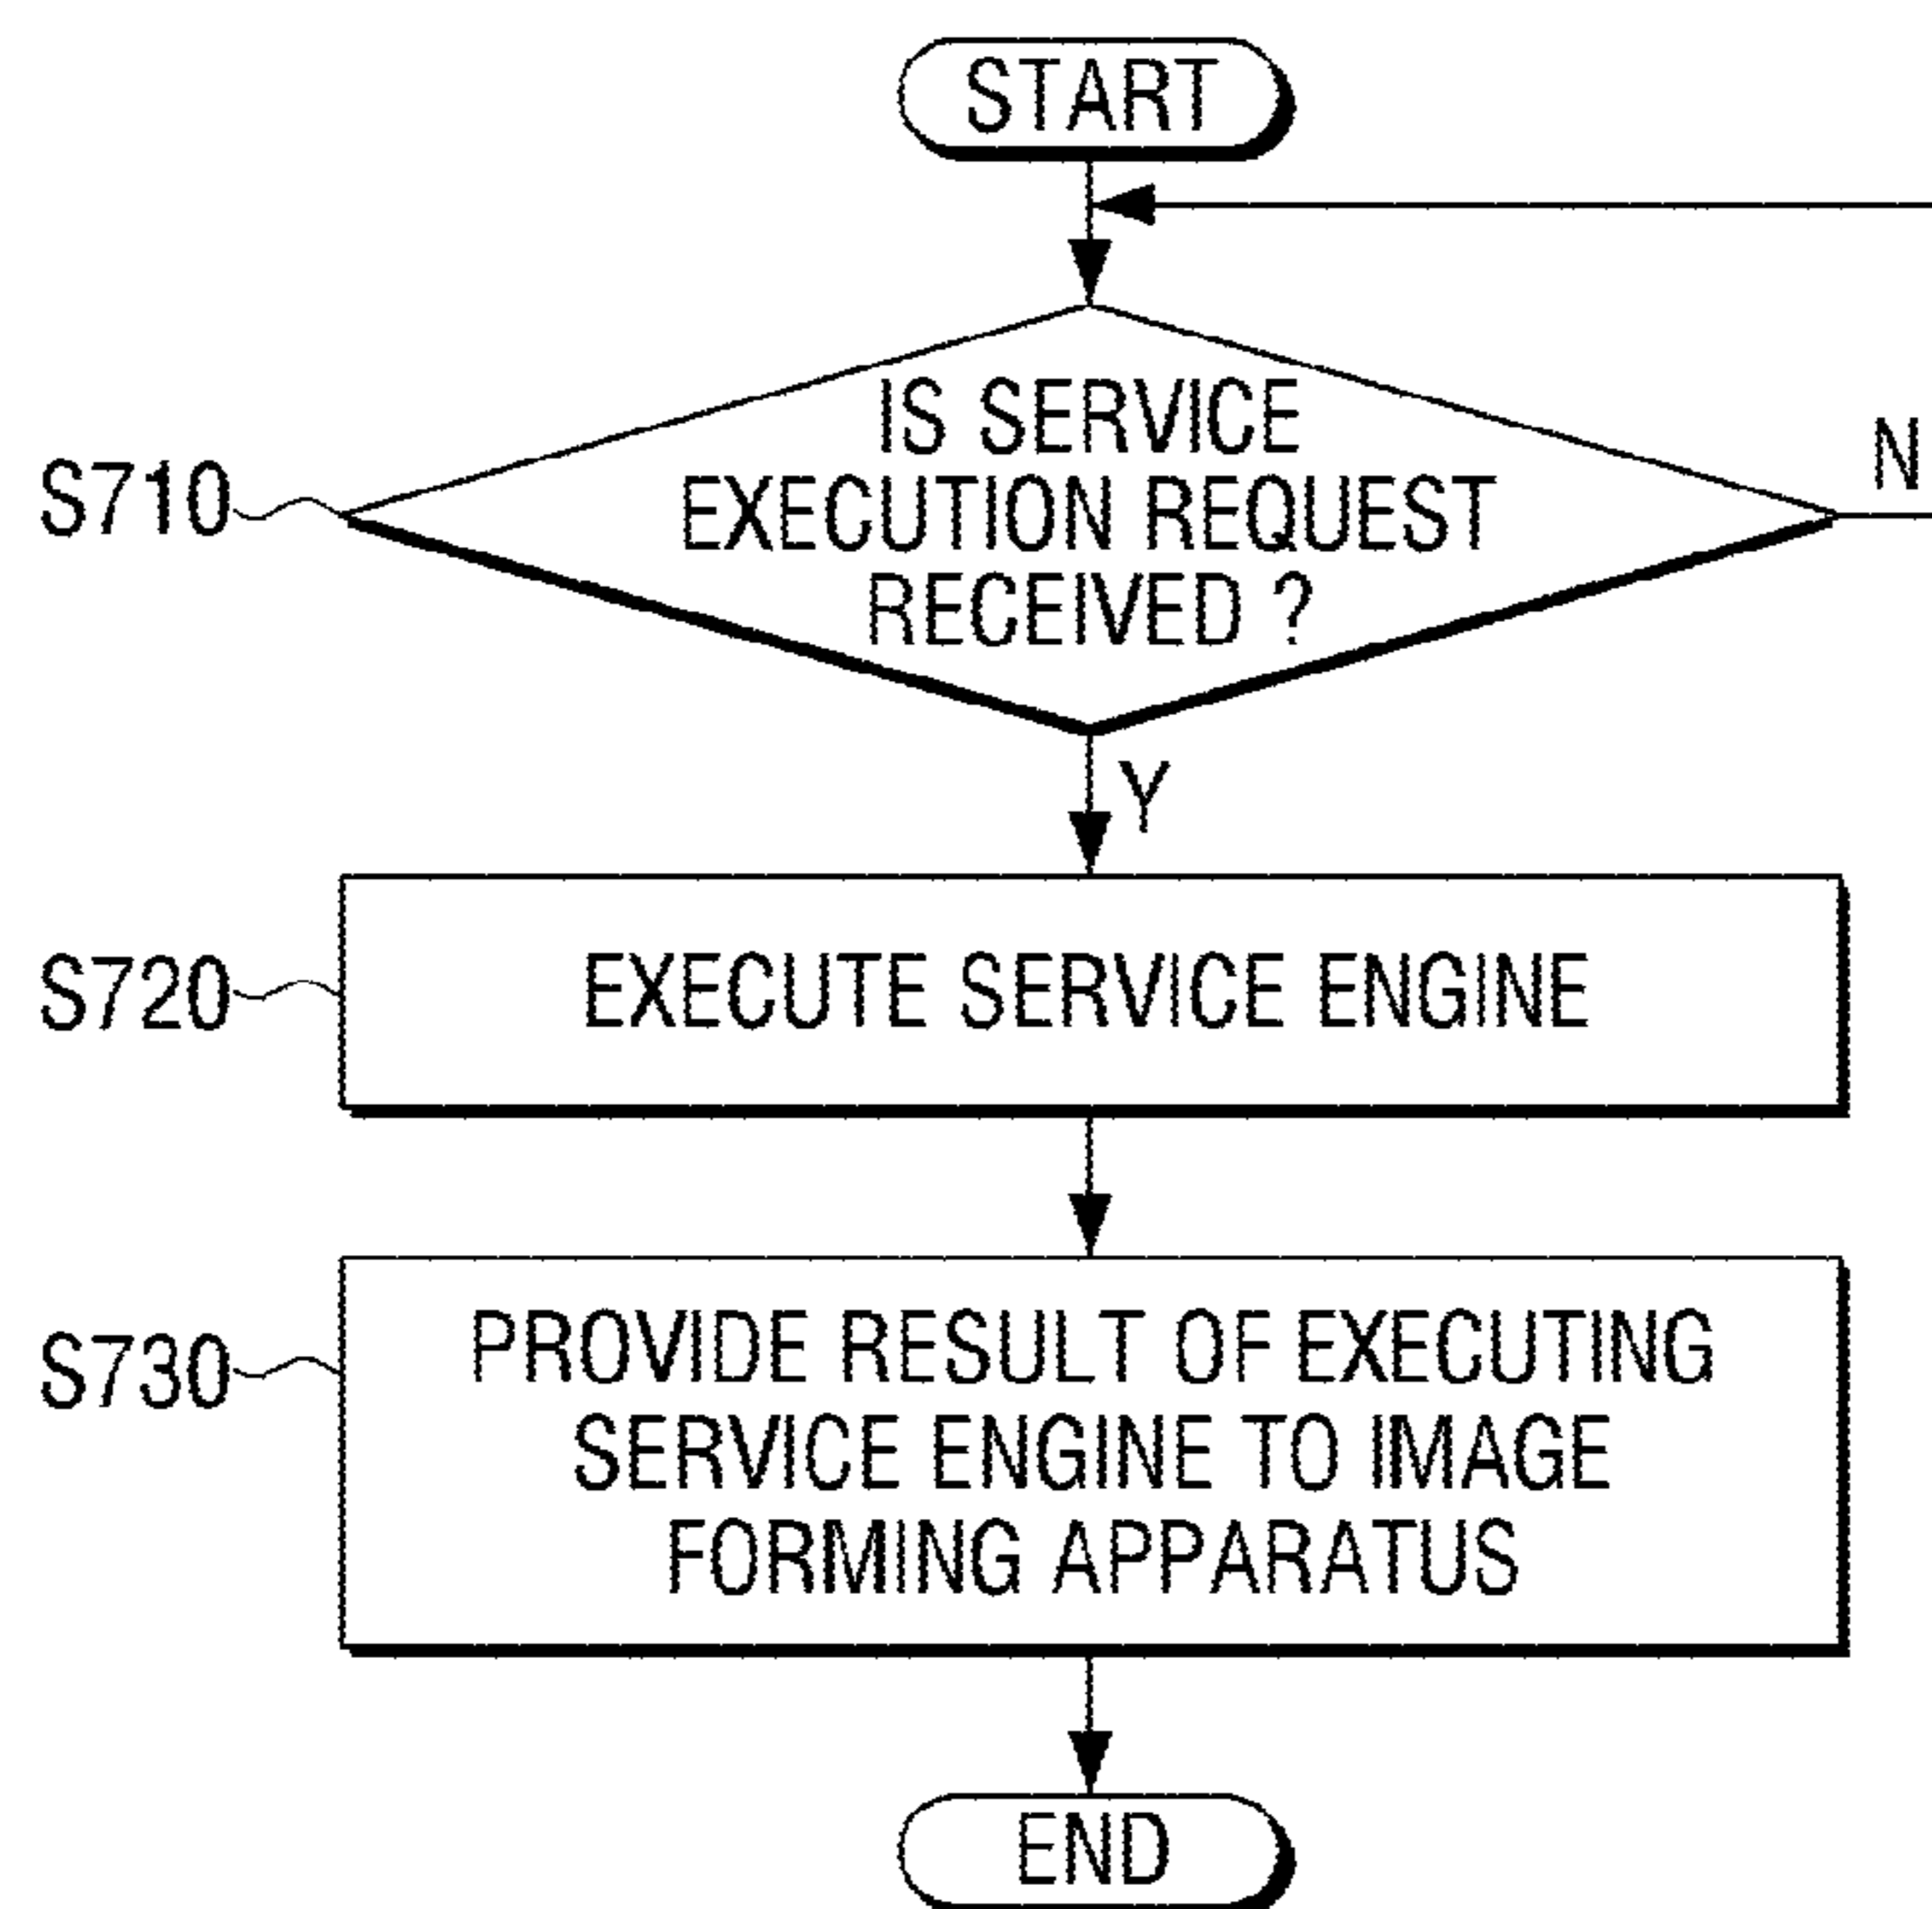 START
IS SERVICE
EXECUTION REQUEST
RECEIVED ?
S710
N
Y
S720
EXECUTE SERVICE ENGINE
S730
PROVIDE RESULT OF EXECUTING
SERVICE ENGINE TO IMAGE
FORMING APPARATUS
END